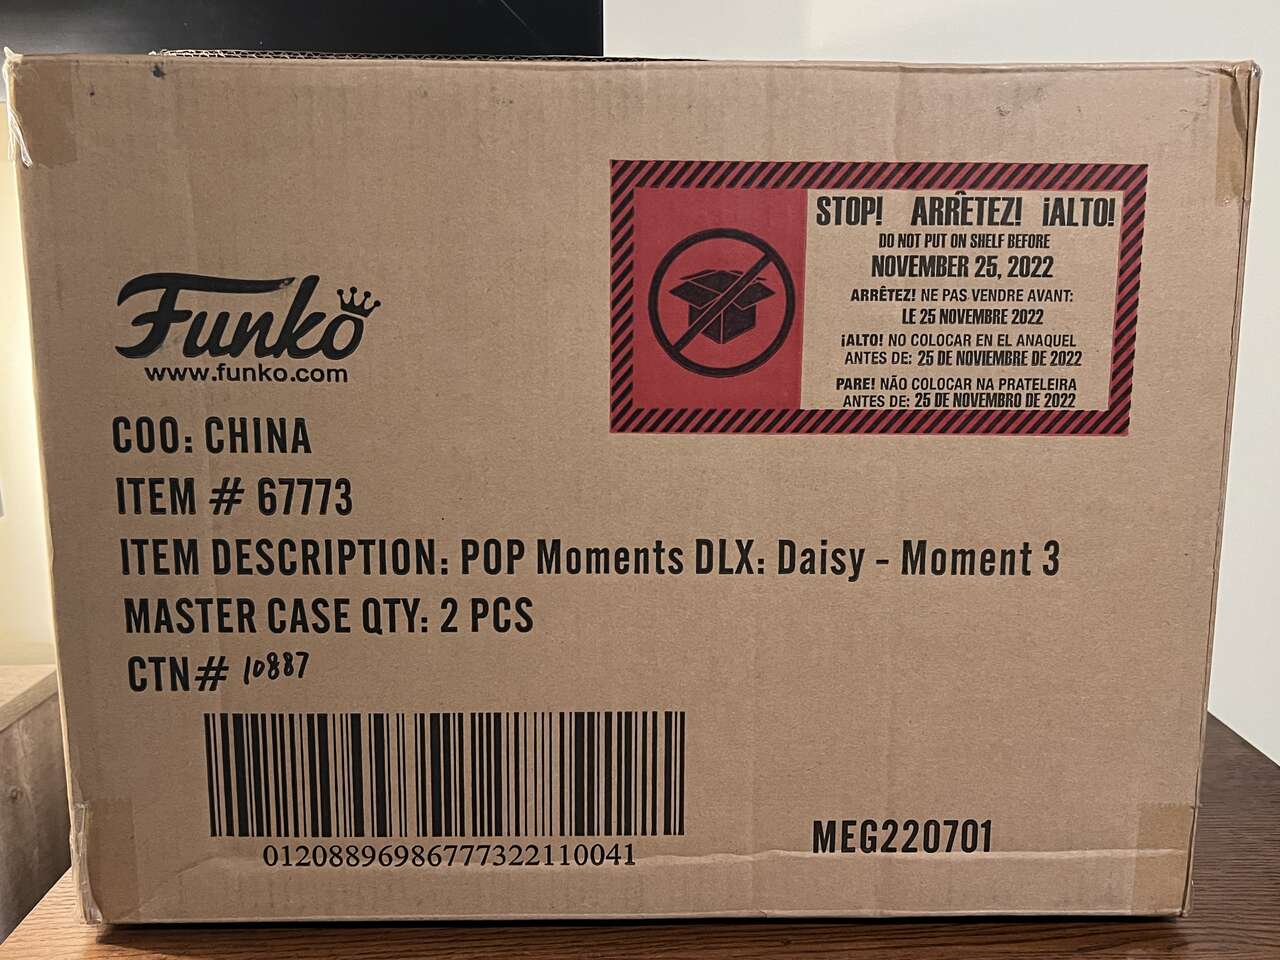 STOP! ARRÊTEZ! ¡ALTO!
DO NOT PUT ON SHELF BEFORE
NOVEMBER 25, 2022
ARRÊTEZ! NE PAS VENDRE AVANT:
LE 25 NOVEMBRE 2022
¡ALTO! NO COLOCAR EN EL ANAQUEL
ANTES DE: 25 DE NOVIEMBRE DE 2022
PARE! NÃO COLOCAR NA PRATELEIRA
ANTES DE: 25 DE NOVEMBRO DE 2022
Funko
www.funko.com
COO: CHINA
ITEM # 67773
ITEM DESCRIPTION: POP Moments DLX: Daisy - Moment 3
MASTER CASE QTY: 2 PCS
CTN# 10887
01208896986777322110041
MEG220701